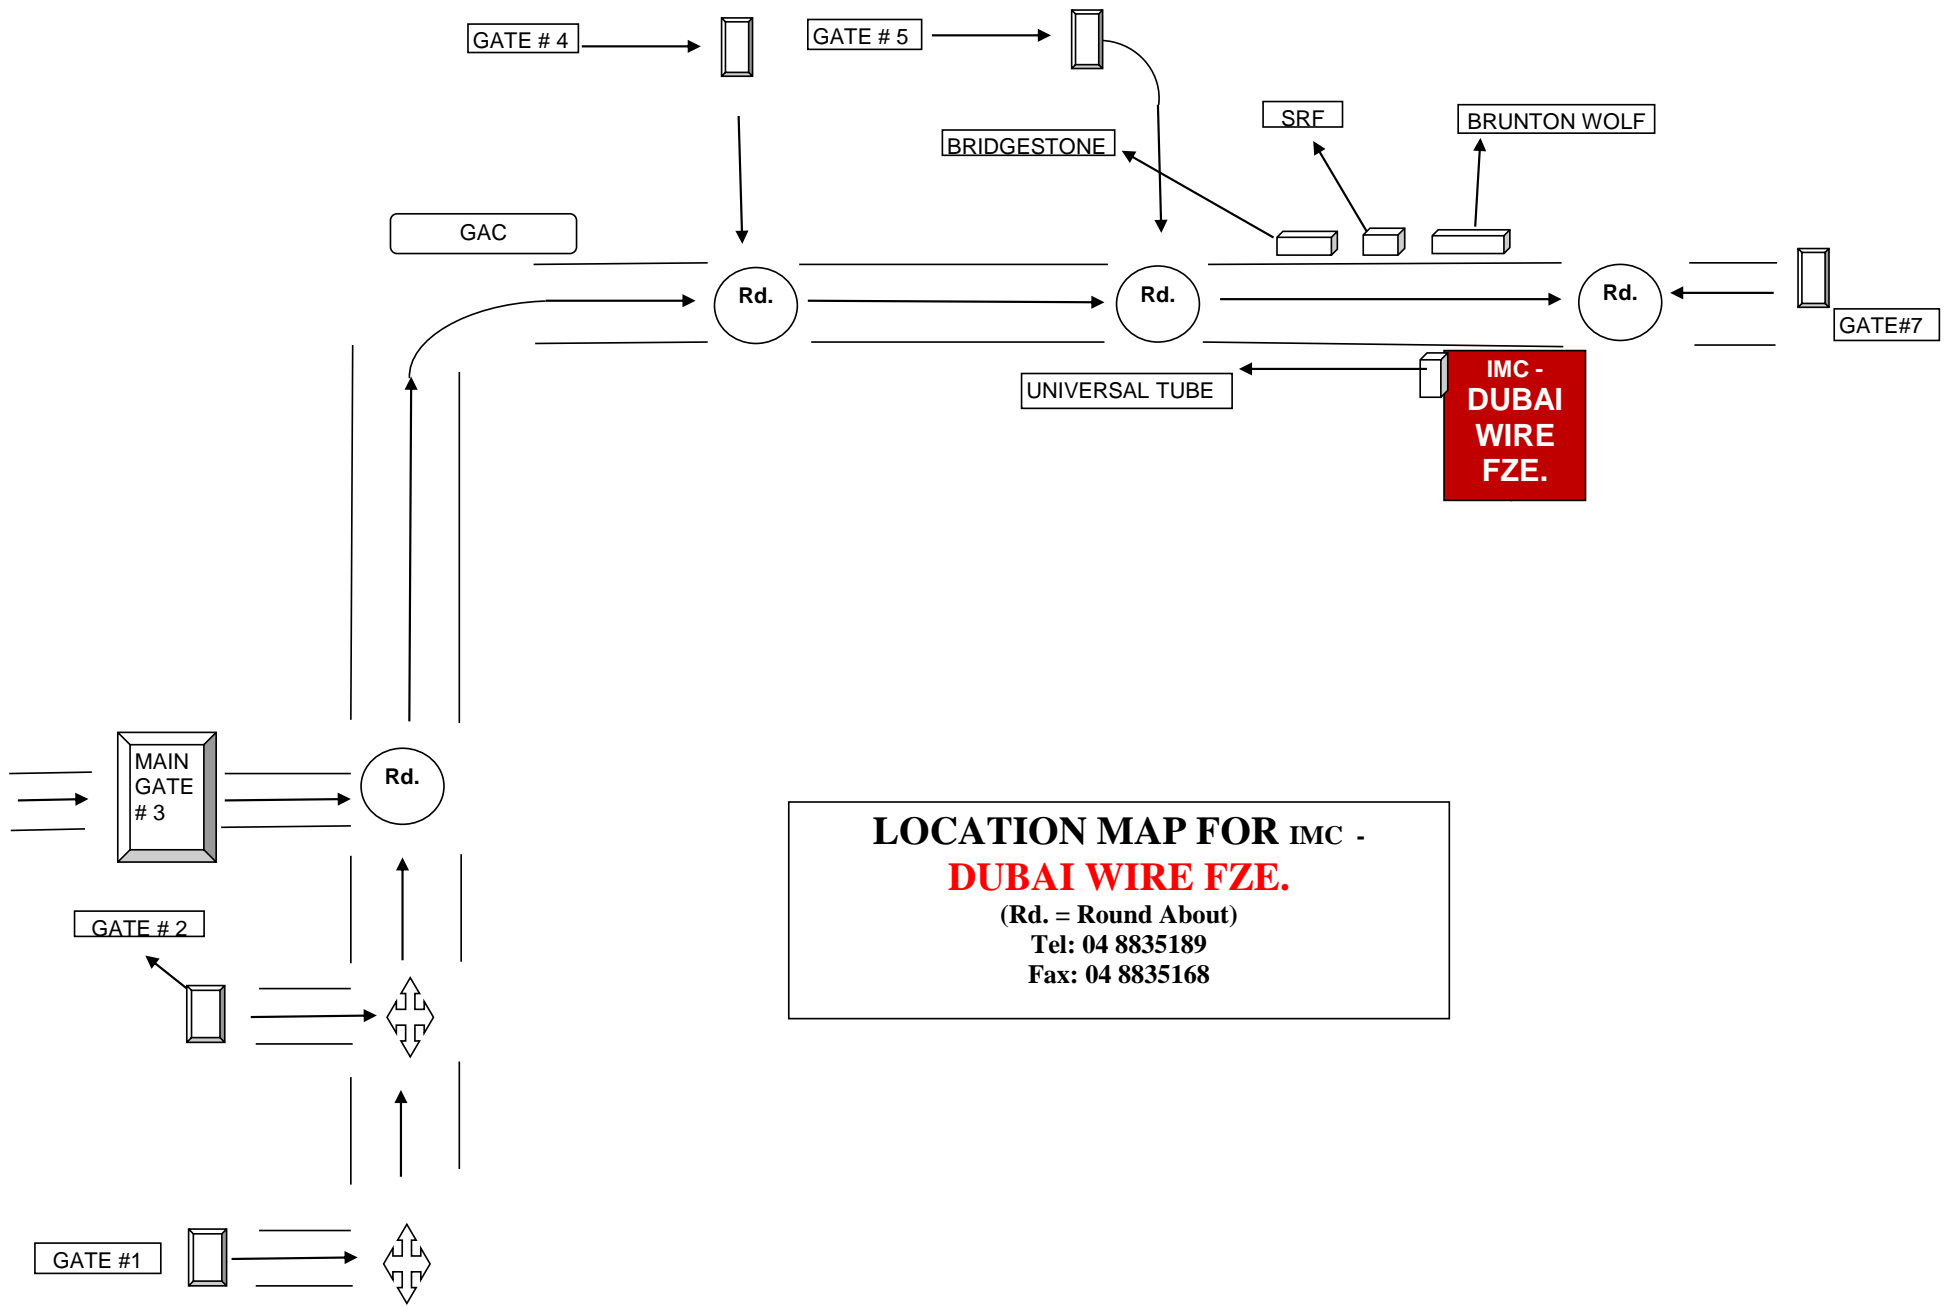 GATE # 4
GATE # 5
SRF
BRUNTON WOLF
BRIDGESTONE
GAC
Rd.
Rd.
Rd.
GATE#7
UNIVERSAL TUBE
IMC -
DUBAI
WIRE
FZE.
MAIN
GATE
# 3
Rd.
LOCATION MAP FOR IMC -
DUBAI WIRE FZE.
(Rd. = Round About)
Tel: 04 8835189
Fax: 04 8835168
GATE # 2
GATE #1